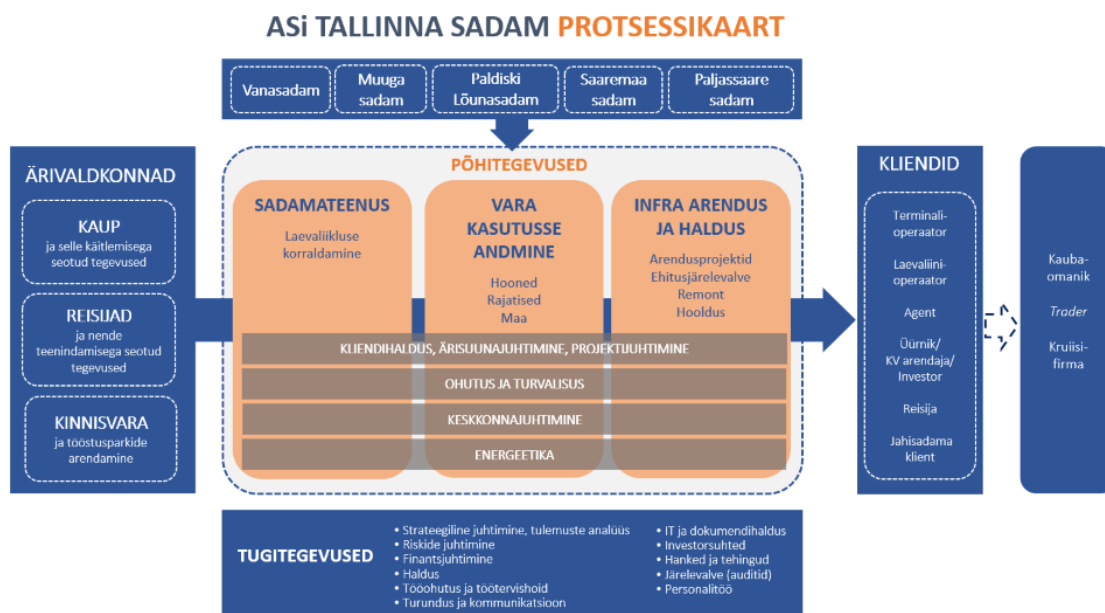 ASi TALLINNA SADAM PROTSESSIKAART
Vanasadam
Muuga
sadam
Paldiski
Lõunasadam
Saaremaa
sadam
Paljassaare
sadam
ÄRIVALDKONNAD
KAUP
ja selle käitlemisega
seotud tegevused
REISIJAD
ja nende
teenindamisega seotud
tegevused
KINNISVARA
ja tööstusparkide
arendamine
PÕHITEGEVUSED
SADAMATEENUS
Laevaliikluse
korraldamine
VARA
KASUTUSSE
ANDMINE
Hooned
Rajatised
Maa
INFRA ARENDUS
JA HALDUS
Arendusprojektid
Ehitusjärelevalve
Remont
Hooldus
KLIENDIHALDUS, ÄRISUUNAJUHTIMINE, PROJEKTIJUHTIMINE
OHUTUS JA TURVALISUS
KESKKONNAJUHTIMINE
ENERGEETIKA
KLIENDID
Terminali-
operaator
Laevaliini-
operaator
Agent
Üürnik/
KV arendaja/
Investor
Reisija
Jahisadama
klient
Kauba-
omanik
Trader
Kruiisi-
firma
TUGITEGEVUSED
• Strateegiline juhtimine, tulemuste analüüs
• Riskide juhtimine
• Finantsjuhtimine
• Haldus
• Tööohutus ja töötervishoid
• Turundus ja kommunikatsioon
• IT ja dokumendihaldus
• Investorsuhted
• Hanked ja tehingud
• Järelevalve (auditid)
• Personalitöö